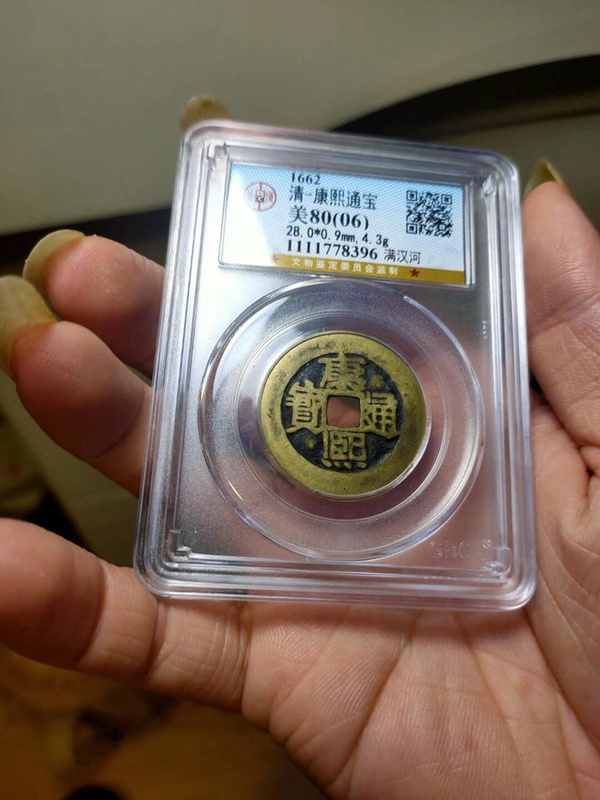 1662
清-康熙通宝
美80(06)
28.0*0.9mm,4.3g
1111778396 满汉河
文物鉴定委员会监制
康熙通寶